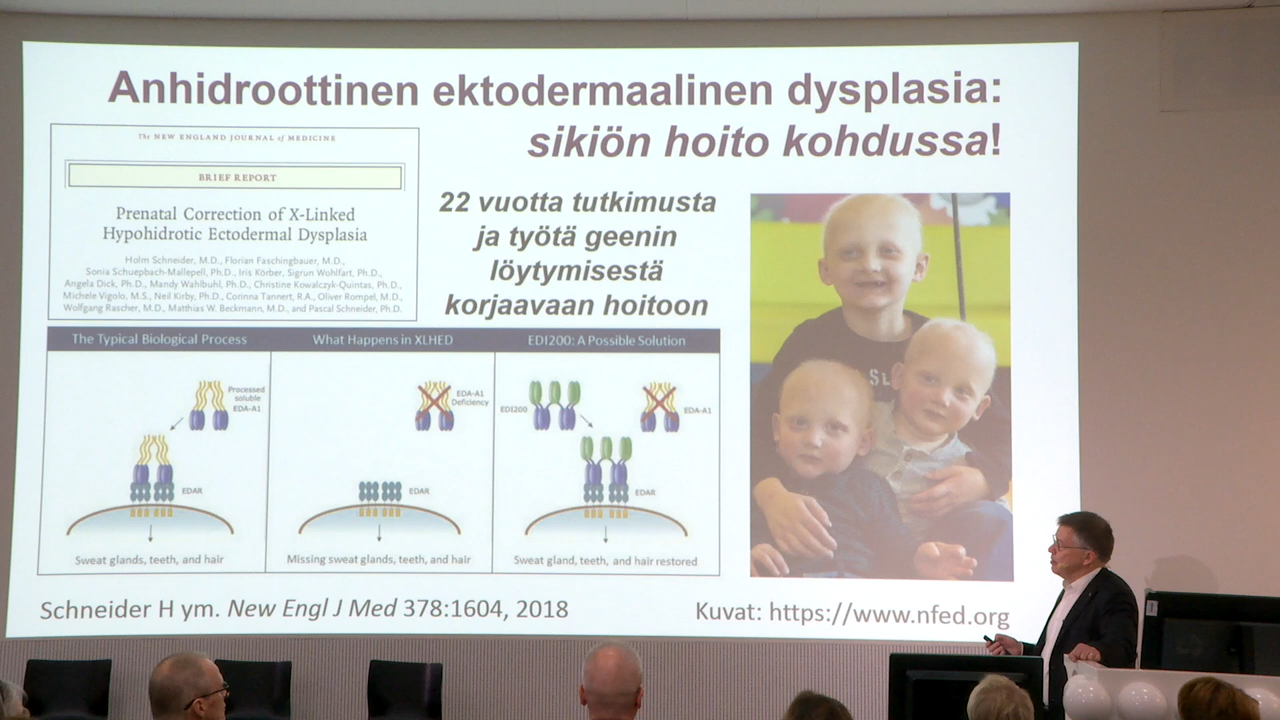 Anhidroottinen ektodermaalinen dysplasia:
sikiön hoito kohdussa!
The NEW ENGLAND JOURNAL of MEDICINE
BRIEF REPORT
Prenatal Correction of X-Linked
Hypohidrotic Ectodermal Dysplasia
Holm Schneider, M.D., Florian Faschingbauer, M.D.,
Sonia Schuepbach-Mallepell, Ph.D., Iris Körber, Sigrun Wohlfart, Ph.D.,
Angela Dick, Ph.D., Mandy Wahlbuhl, Ph.D., Christine Kowalczyk-Quintas, Ph.D.,
Michele Vigolo, M.S., Neil Kirby, Ph.D., Corinna Tannert, R.A., Oliver Rompel, M.D.,
Wolfgang Rascher, M.D., Matthias W. Beckmann, M.D., and Pascal Schneider, Ph.D.
22 vuotta tutkimusta
ja työtä geenin
löytymisestä
korjaavaan hoitoon
The Typical Biological Process
Processed
soluble
EDA-A1
EDAR
Sweat glands, teeth, and hair
What Happens in XLHED
EDA-A1
Deficiency
EDAR
Missing sweat glands, teeth, and hair
EDI200: A Possible Solution
EDI200
EDA-A1
EDAR
Sweat gland, teeth, and hair restored
Schneider H ym. New Engl J Med 378:1604, 2018
Kuvat: https://www.nfed.org